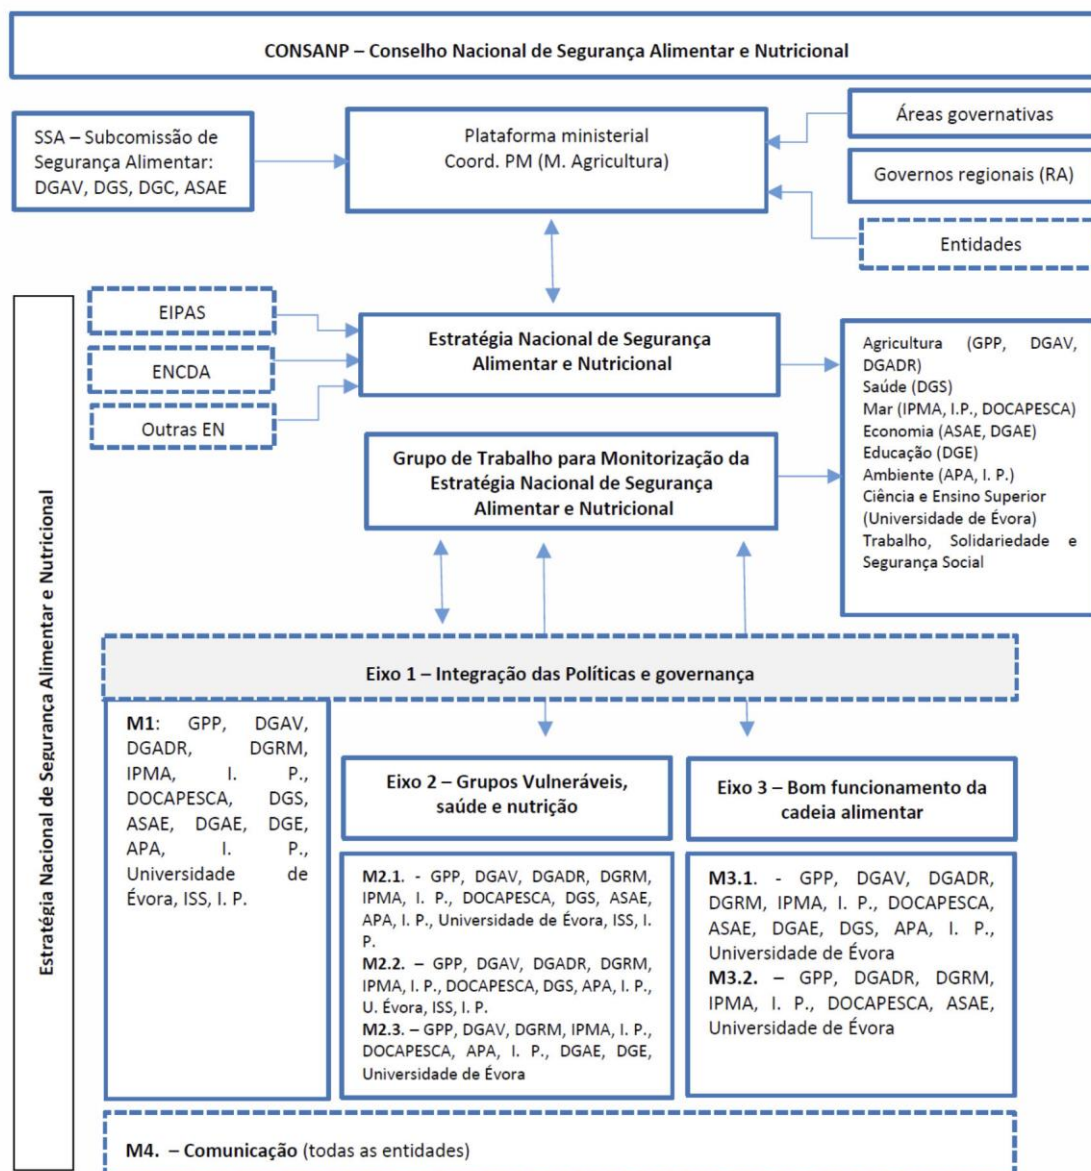 CONSANP – Conselho Nacional de Segurança Alimentar e Nutricional
SSA – Subcomissão de
Segurança Alimentar:
DGAV, DGS, DGC, ASAE
Plataforma ministerial
Coord. PM (M. Agricultura)
Áreas governativas
Governos regionais (RA)
Entidades
Estratégia Nacional de Segurança Alimentar e Nutricional
EIPAS
ENCDA
Outras EN
Estratégia Nacional de Segurança
Alimentar e Nutricional
Grupo de Trabalho para Monitorização da
Estratégia Nacional de Segurança
Alimentar e Nutricional
Agricultura (GPP, DGAV,
DGADR)
Saúde (DGS)
Mar (IPMA, I.P., DOCAPESCA)
Economia (ASAE, DGAE)
Educação (DGE)
Ambiente (APA, I. P.)
Ciência e Ensino Superior
(Universidade de Évora)
Trabalho, Solidariedade e
Segurança Social
Eixo 1 – Integração das Políticas e governança
M1: GPP, DGAV,
DGADR, DGRM,
IPMA, I. P.,
DOCAPESCA, DGS,
ASAE, DGAE, DGE,
APA, I. P.,
Universidade de
Évora, ISS, I. P.
Eixo 2 – Grupos Vulneráveis,
saúde e nutrição
M2.1. - GPP, DGAV, DGADR, DGRM,
IPMA, I. P., DOCAPESCA, DGS, ASAE,
APA, I. P., Universidade de Évora, ISS, I.
P.
M2.2. – GPP, DGAV, DGADR, DGRM,
IPMA, I. P., DOCAPESCA, DGS, APA, I. P.,
U. Évora, ISS, I. P.
M2.3. – GPP, DGAV, DGRM, IPMA, I. P.,
DOCAPESCA, APA, I. P., DGAE, DGE,
Universidade de Évora
Eixo 3 – Bom funcionamento da
cadeia alimentar
M3.1. - GPP, DGAV, DGADR,
DGRM, IPMA, I. P., DOCAPESCA,
ASAE, DGAE, DGS, APA, I. P.,
Universidade de Évora
M3.2. – GPP, DGADR, DGRM,
IPMA, I. P., DOCAPESCA, ASAE,
Universidade de Évora
M4. – Comunicação (todas as entidades)